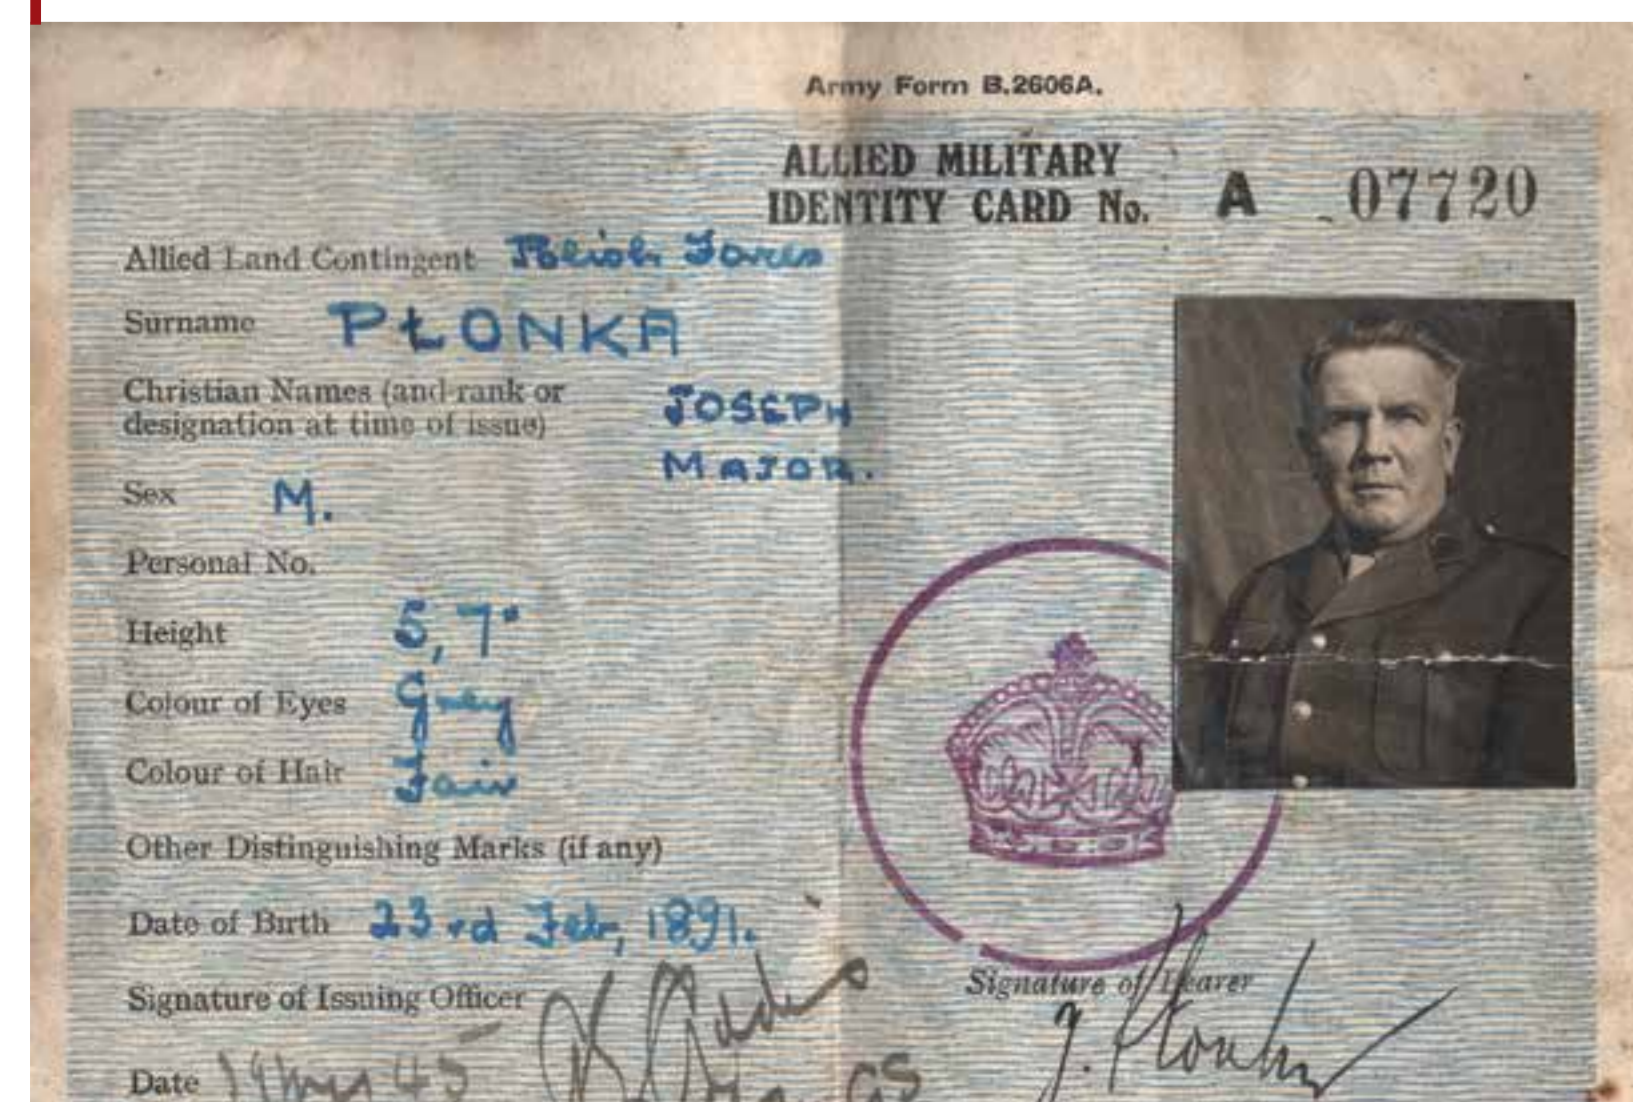 Army Form B.2606A.
ALLIED MILITARY
IDENTITY CARD No. A 07720
Allied Land Contingent Polish Forces
Surname PŁONKA
Christian Names (and rank or
designation at time of issue)
JOSEPH
MAJOR.
Sex M.
Personal No.
Height 5,7"
Colour of Eyes Grey
Colour of Hair Fair
Other Distinguishing Marks (if any)
Date of Birth 23rd Feb, 1891.
Signature of Issuing Officer
Signature of Bearer
J. Płonka
Date 45
GS